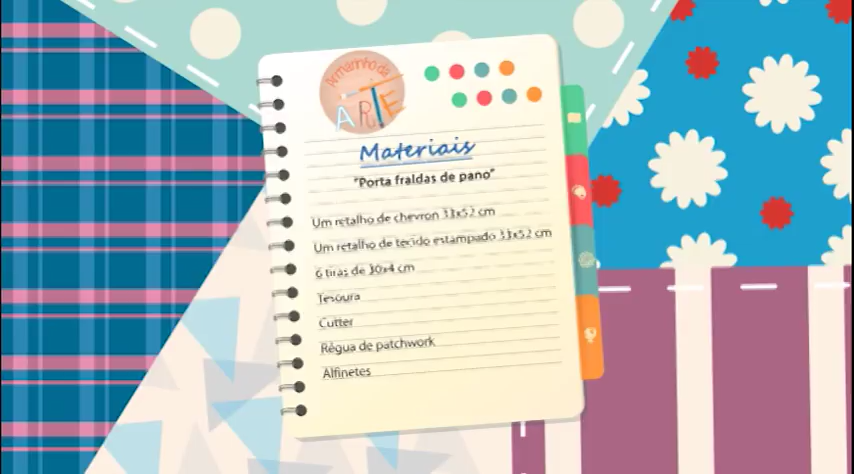 Armarinho da
ARTE
Materiais
"Porta fraldas de pano"
Um retalho de chevron 33x52 cm
Um retalho de tecido estampado 33x52 cm
6 tiras de 30x4 cm
Tesoura
Cutter
Régua de patchwork
Alfinetes